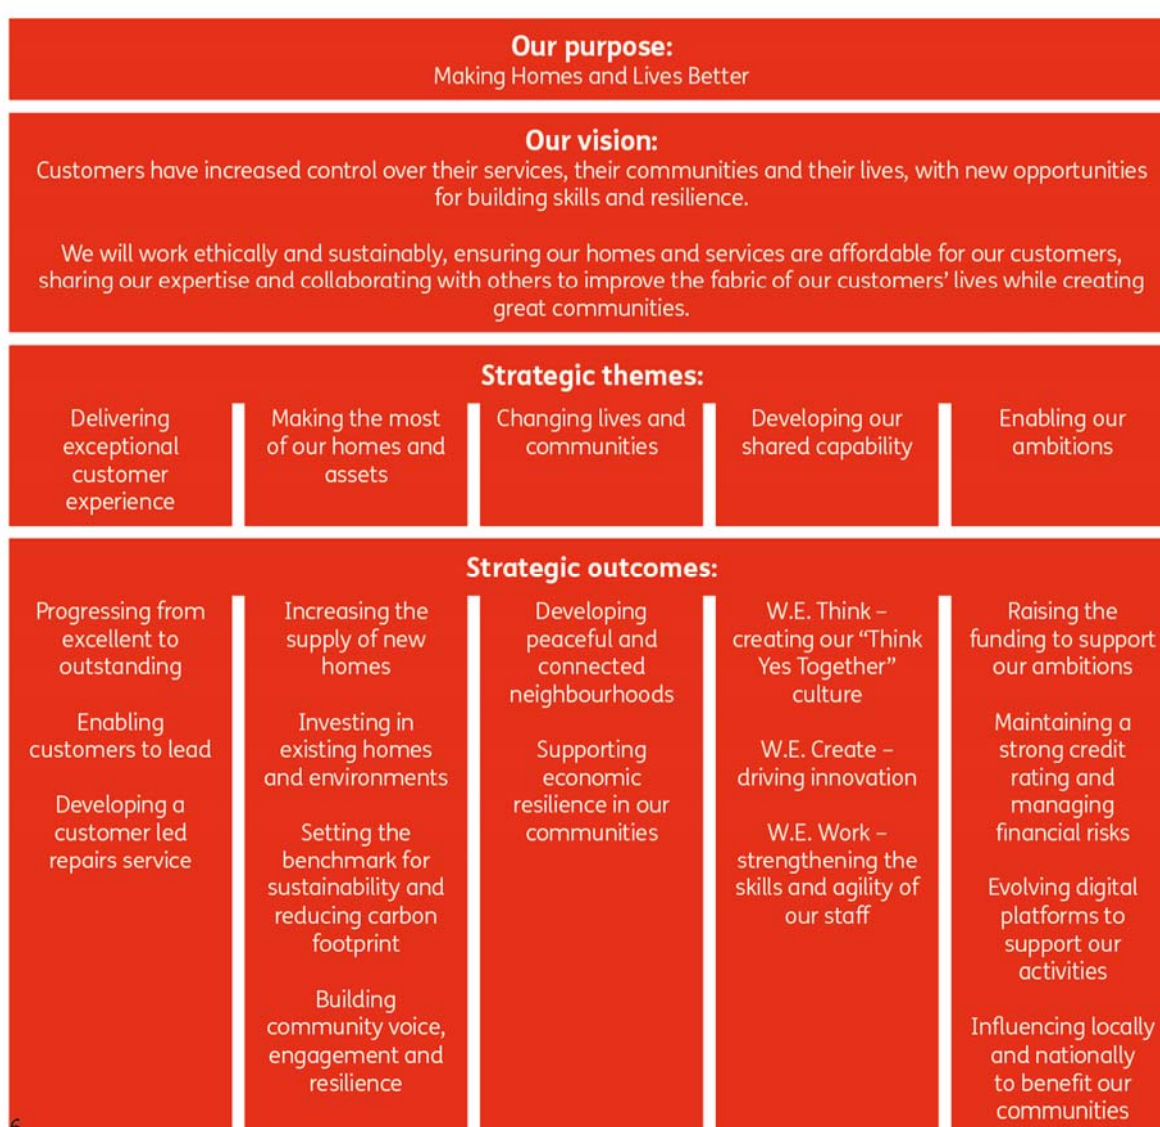 Our purpose:
Making Homes and Lives Better
Our vision:
Customers have increased control over their services, their communities and their lives, with new opportunities
for building skills and resilience.
We will work ethically and sustainably, ensuring our homes and services are affordable for our customers,
sharing our expertise and collaborating with others to improve the fabric of our customers’ lives while creating
great communities.
Strategic themes:
Delivering
exceptional
customer
experience
Making the most
of our homes and
assets
Changing lives and
communities
Developing our
shared capability
Enabling our
ambitions
Strategic outcomes:
Progressing from
excellent to
outstanding
Enabling
customers to lead
Developing a
customer led
repairs service
Increasing the
supply of new
homes
Investing in
existing homes
and environments
Setting the
benchmark for
sustainability and
reducing carbon
footprint
Building
community voice,
engagement and
resilience
Developing
peaceful and
connected
neighbourhoods
Supporting
economic
resilience in our
communities
W.E. Think –
creating our “Think
Yes Together”
culture
W.E. Create –
driving innovation
W.E. Work –
strengthening the
skills and agility of
our staff
Raising the
funding to support
our ambitions
Maintaining a
strong credit
rating and
managing
financial risks
Evolving digital
platforms to
support our
activities
Influencing locally
and nationally
to benefit our
communities